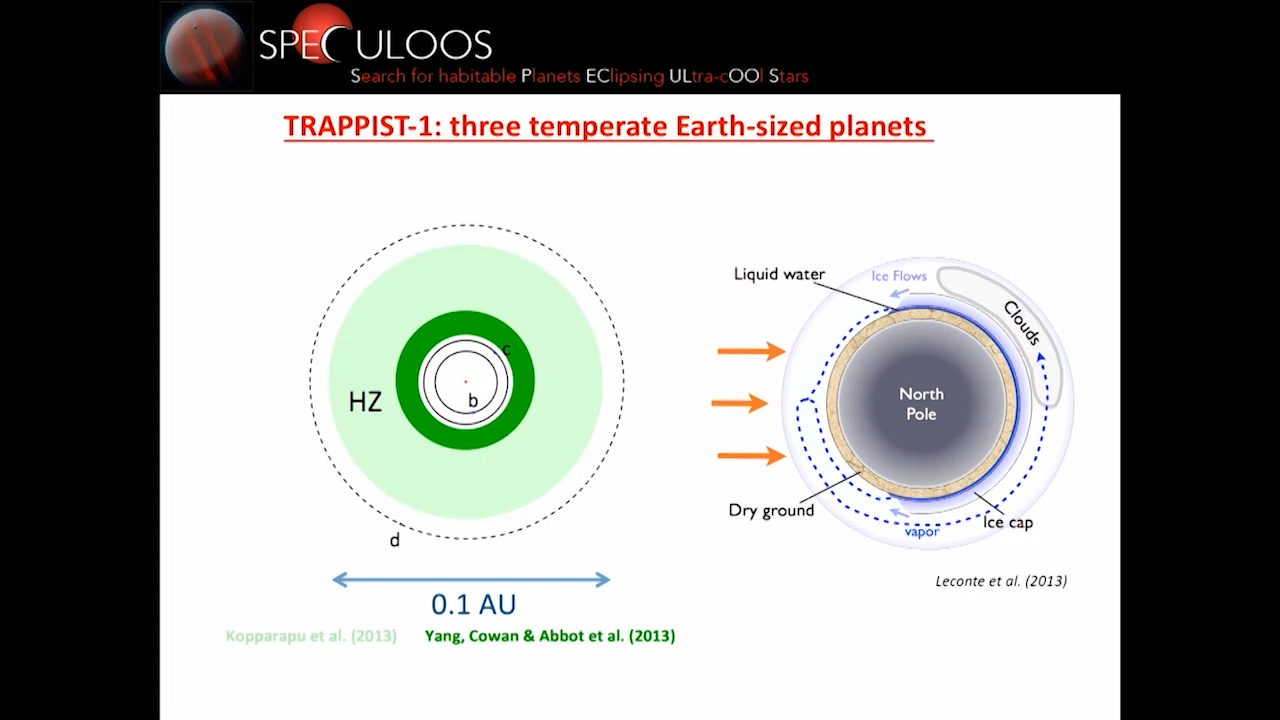 SPECULOOS
Search for habitable Planets EClipsing ULtra-cOOl Stars
TRAPPIST-1: three temperate Earth-sized planets
c
b
HZ
d
0.1 AU
Kopparapu et al. (2013)
Yang, Cowan & Abbot et al. (2013)
Liquid water
Ice Flows
Clouds
North
Pole
Dry ground
vapor
Ice cap
Leconte et al. (2013)